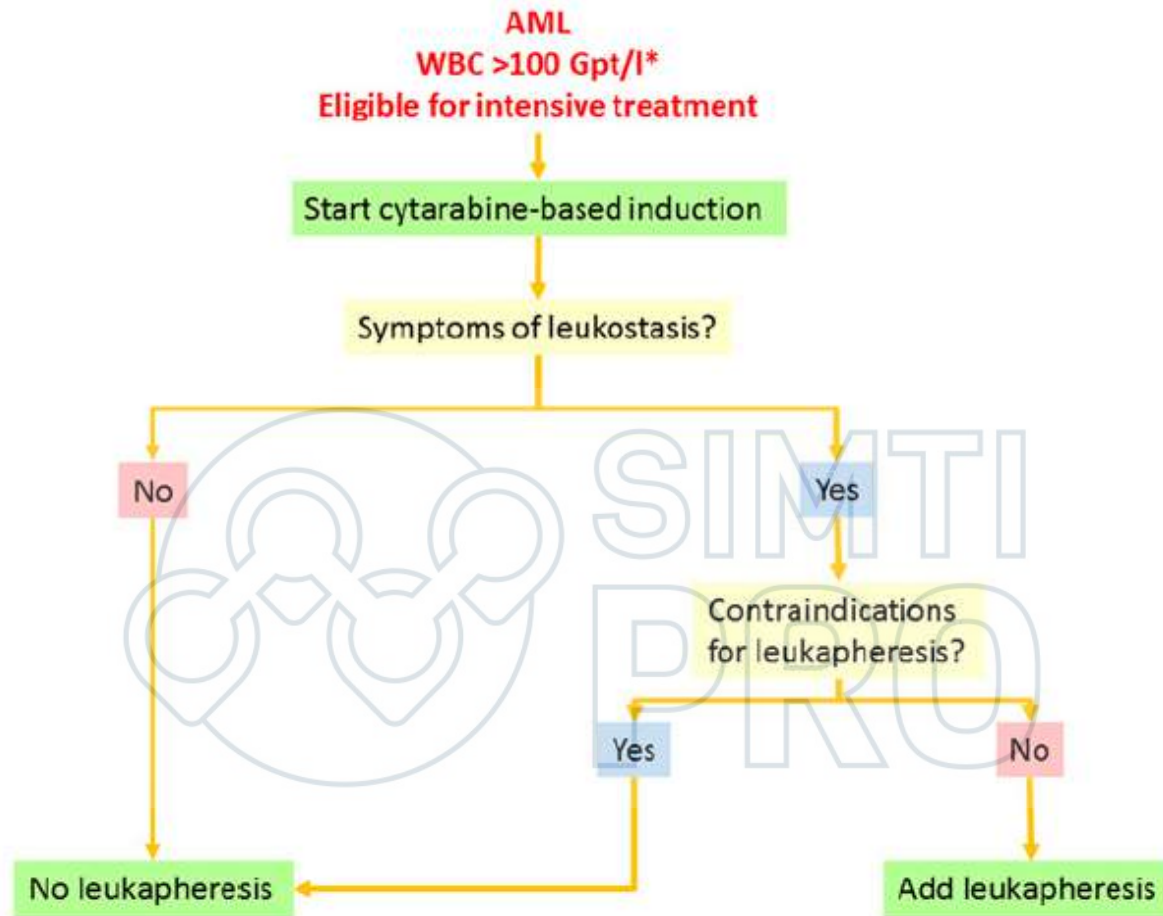 AML
WBC >100 Gpt/l*
Eligible for intensive treatment
Start cytarabine-based induction
Symptoms of leukostasis?
No
Yes
SIMTI
PRO
Contraindications
for leukapheresis?
Yes
No
No leukapheresis
Add leukapheresis